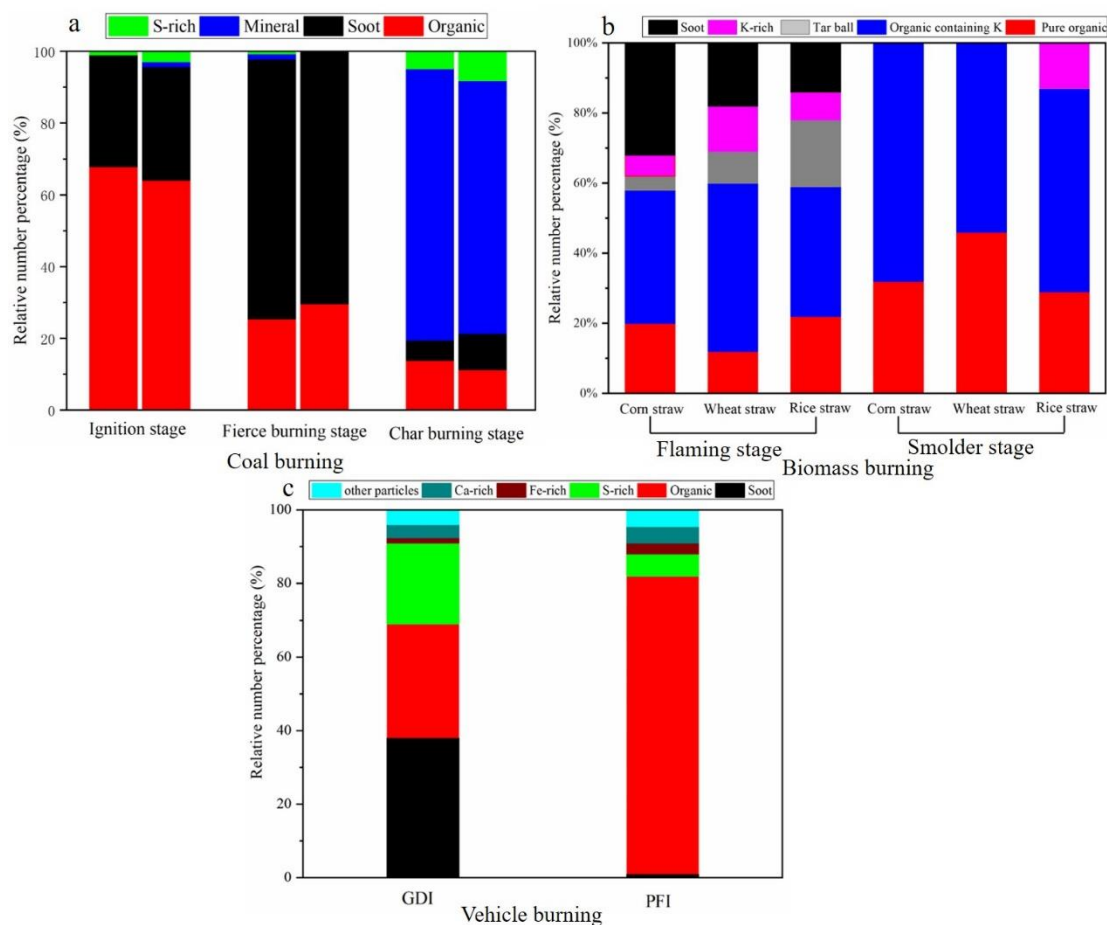 a
S-rich Mineral Soot Organic
Relative number percentage (%)
100
80
60
40
20
0
Ignition stage Fierce burning stage Char burning stage
Coal burning
b
Soot K-rich Tar ball Organic containing K Pure organic
Relative number percentage (%)
100%
80%
60%
40%
20%
0%
Corn straw Wheat straw Rice straw Corn straw Wheat straw Rice straw
Flaming stage Smolder stage
Biomass burning
c
other particles Ca-rich Fe-rich S-rich Organic Soot
Relative number percentage (%)
100
80
60
40
20
0
GDI PFI
Vehicle burning